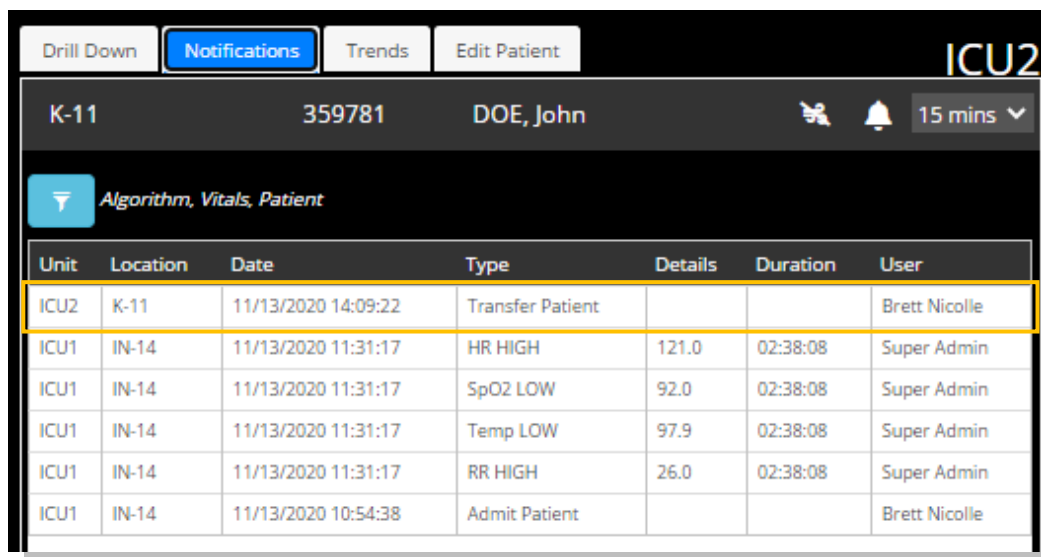 Drill Down Notifications Trends Edit Patient
ICU2
K-11 359781 DOE, John 15 mins
Algorithm, Vitals, Patient
Unit Location Date Type Details Duration User
ICU2 K-11 11/13/2020 14:09:22 Transfer Patient Brett Nicolle
ICU1 IN-14 11/13/2020 11:31:17 HR HIGH 121.0 02:38:08 Super Admin
ICU1 IN-14 11/13/2020 11:31:17 SpO2 LOW 92.0 02:38:08 Super Admin
ICU1 IN-14 11/13/2020 11:31:17 Temp LOW 97.9 02:38:08 Super Admin
ICU1 IN-14 11/13/2020 11:31:17 RR HIGH 26.0 02:38:08 Super Admin
ICU1 IN-14 11/13/2020 10:54:38 Admit Patient Brett Nicolle